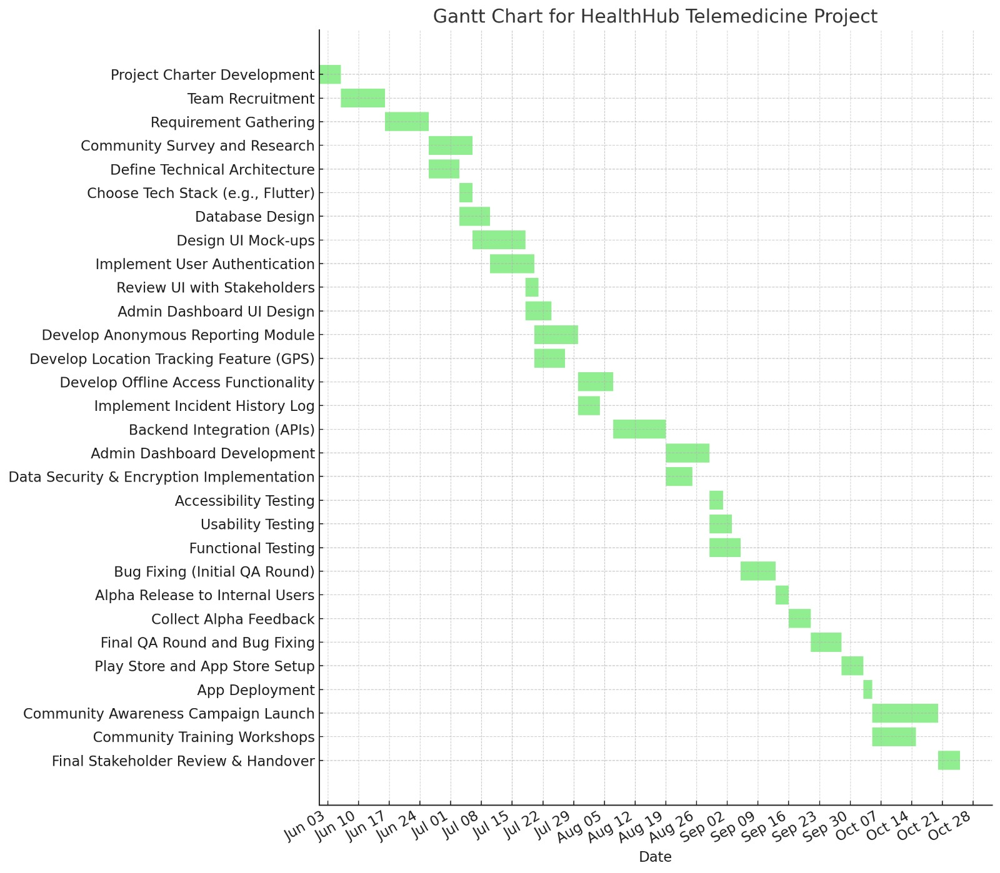 Gantt Chart for HealthHub Telemedicine Project
Project Charter Development
Team Recruitment
Requirement Gathering
Community Survey and Research
Define Technical Architecture
Choose Tech Stack (e.g., Flutter)
Database Design
Design UI Mock-ups
Implement User Authentication
Review UI with Stakeholders
Admin Dashboard UI Design
Develop Anonymous Reporting Module
Develop Location Tracking Feature (GPS)
Develop Offline Access Functionality
Implement Incident History Log
Backend Integration (APIs)
Admin Dashboard Development
Data Security & Encryption Implementation
Accessibility Testing
Usability Testing
Functional Testing
Bug Fixing (Initial QA Round)
Alpha Release to Internal Users
Collect Alpha Feedback
Final QA Round and Bug Fixing
Play Store and App Store Setup
App Deployment
Community Awareness Campaign Launch
Community Training Workshops
Final Stakeholder Review & Handover
Jun 03 Jun 10 Jun 17 Jun 24 Jul 01 Jul 08 Jul 15 Jul 22 Jul 29 Aug 05 Aug 12 Aug 19 Aug 26 Sep 02 Sep 09 Sep 16 Sep 23 Sep 30 Oct 07 Oct 14 Oct 21 Oct 28
Date